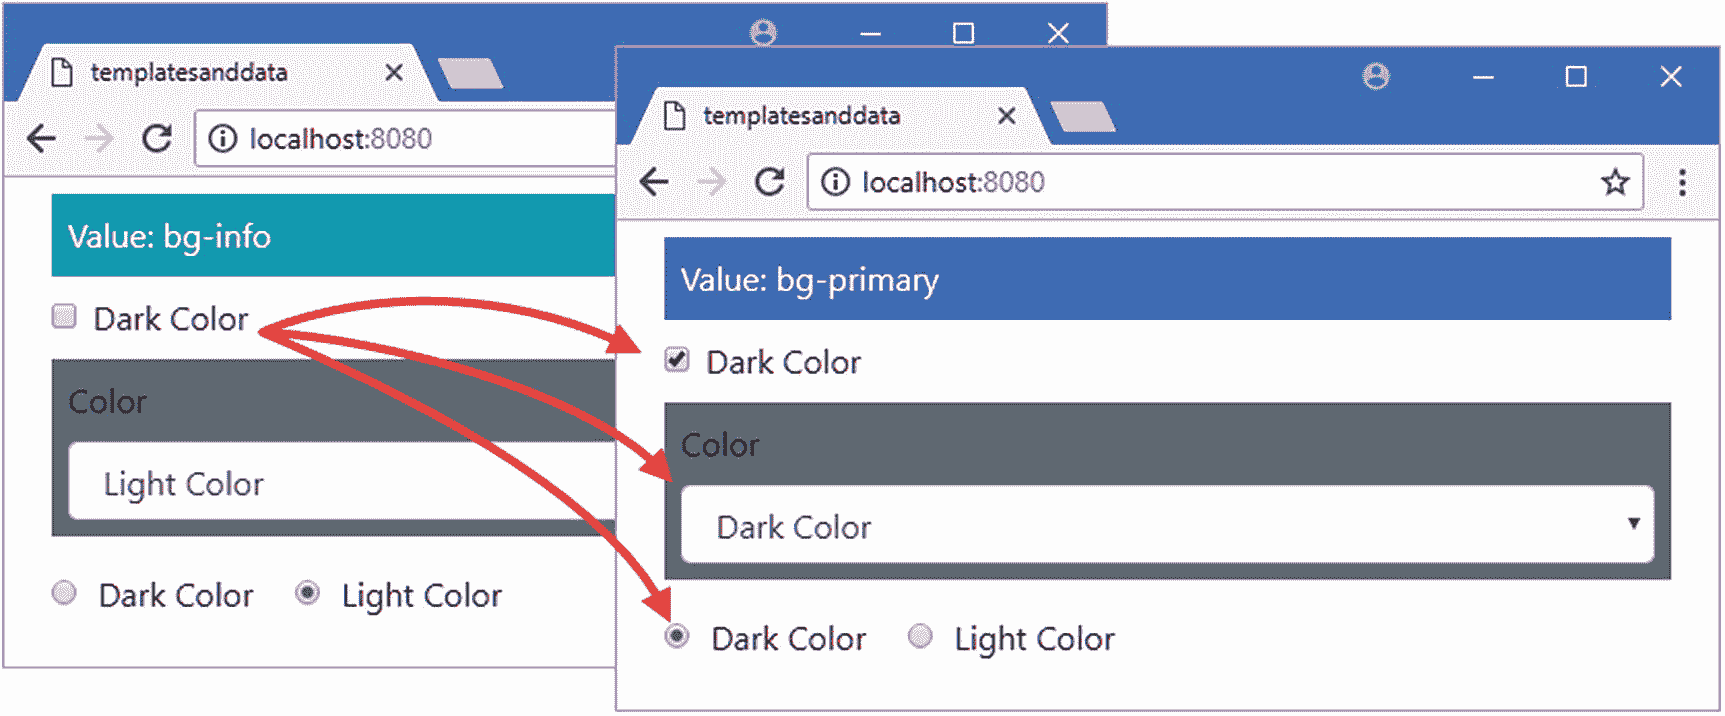 templatesanddata
localhost:8080
Value: bg-info
Dark Color
Color
Light Color
Dark Color Light Color
templatesanddata
localhost:8080
Value: bg-primary
Dark Color
Color
Dark Color
Dark Color Light Color